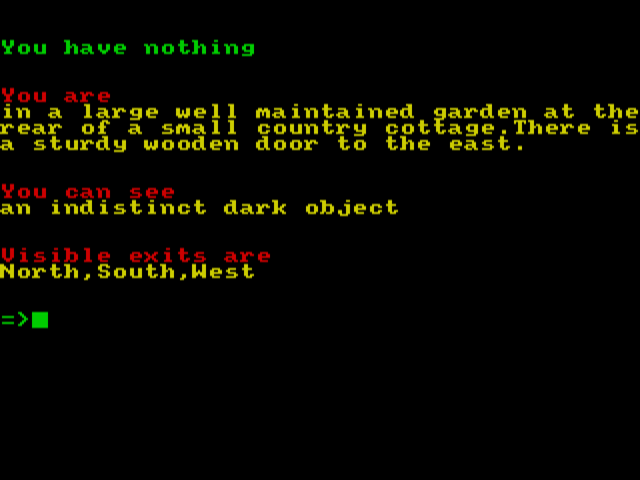 You have nothing
You are
in a large well maintained garden at the
rear of a small country cottage.There is
a sturdy wooden door to the east.
You can see
an indistinct dark object
Visible exits are
North,South,West
=>